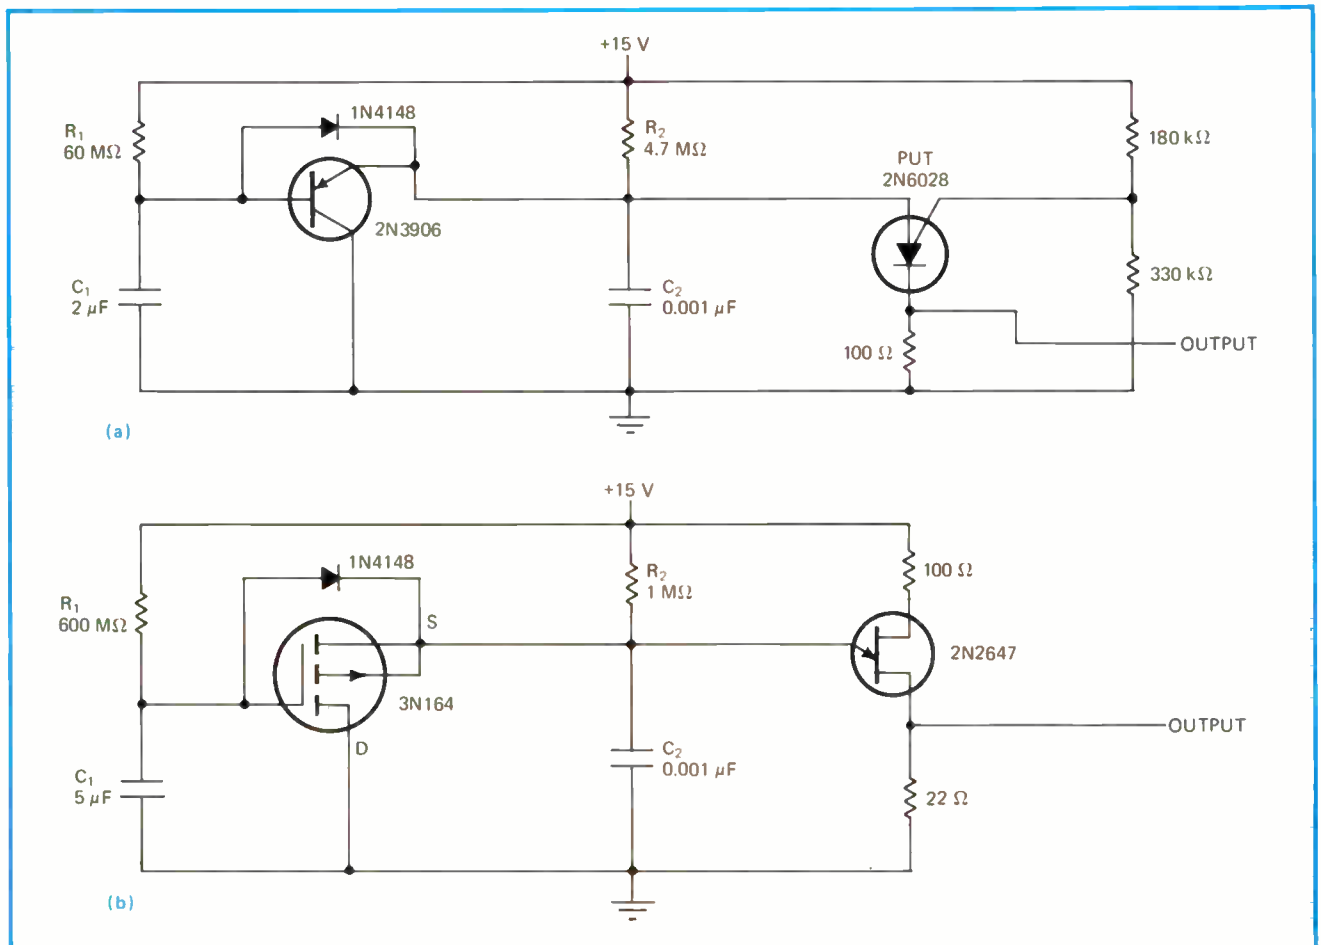 +15 V
1N4148
R₁
60 MΩ
R₂
4.7 MΩ
180 kΩ
PUT
2N6028
2N3906
C₁
2 µF
C₂
0.001 µF
330 kΩ
100 Ω
OUTPUT
(a)
+15 V
1N4148
R₁
600 MΩ
R₂
1 MΩ
100 Ω
S
2N2647
3N164
D
OUTPUT
C₁
5 µF
C₂
0.001 µF
22 Ω
(b)